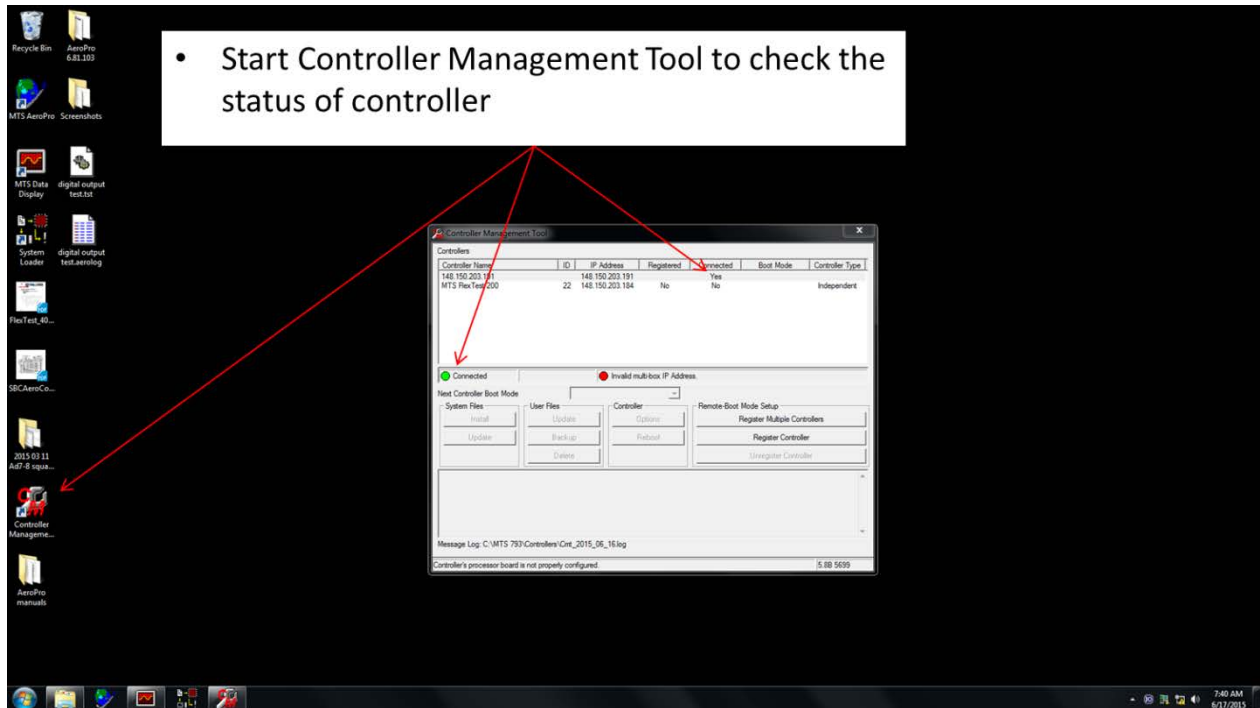 Recycle Bin
AeroPro
6.81.103
• Start Controller Management Tool to check the
status of controller
MTS AeroPro
Screenshots
MTS Data
Display
digital output
test.tst
System
Loader
digital output
test.aerolog
FlexTest_40...
SBCAeroCo...
2015 03 11
Ad7-8 squa...
Controller
Manageme...
AeroPro
manuals
Controller Management Tool
Controllers
Controller Name ID IP Address Registered Connected Boot Mode Controller Type
148.150.203.191 148.150.203.191 Yes
MTS FlexTest 200 22 148.150.203.184 No No Independent
Connected Invalid multi-box IP Address.
Next Controller Boot Mode
System Files User Files Controller Remote-Boot Mode Setup
Install Update Options Register Multiple Controllers
Update Backup Reboot Register Controller
Delete Unregister Controller
Message Log: C:\MTS 793\Controllers\Cmt_2015_06_16.log
Controller's processor board is not properly configured. 5.8B 5699
7:40 AM
6/17/2015